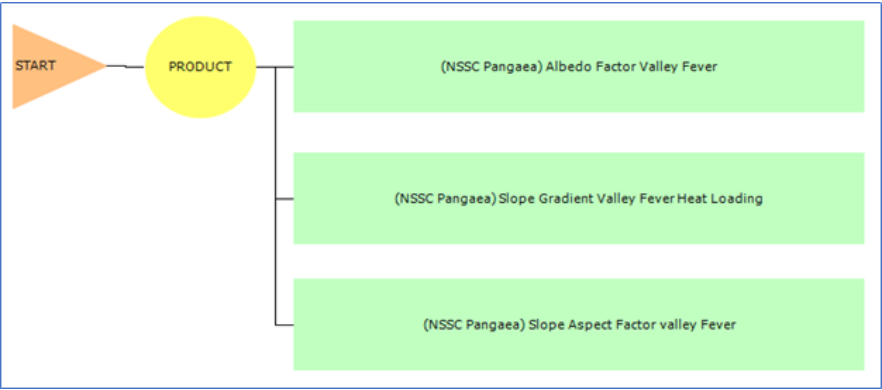 START
PRODUCT
(NSSC Pangaea) Albedo Factor Valley Fever
(NSSC Pangaea) Slope Gradient Valley Fever Heat Loading
(NSSC Pangaea) Slope Aspect Factor valley Fever